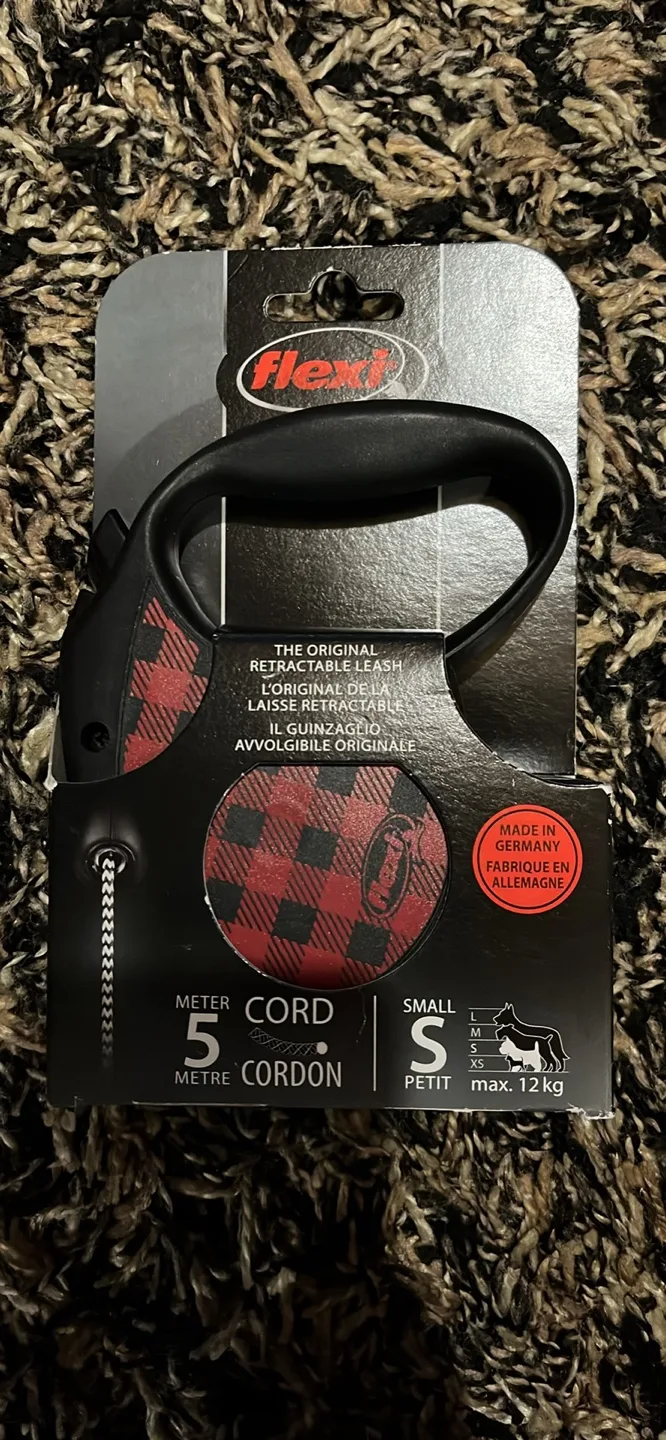 flexi
THE ORIGINAL
RETRACTABLE LEASH
L'ORIGINAL DE LA
LAISSE RETRACTABLE
IL GUINZAGLIO
AVVOLGIBILE ORIGINALE
flexi
MADE IN
GERMANY
FABRIQUE EN
ALLEMAGNE
METER
5
METRE
CORD
CORDON
SMALL
S
PETIT
L
M
S
XS
max. 12 kg